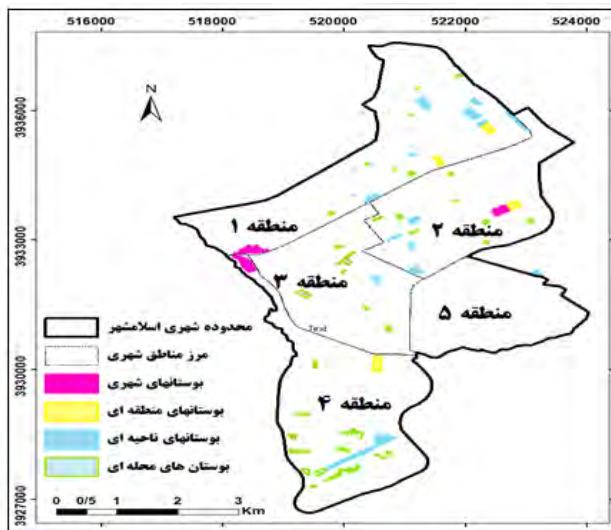 516000 518000 520000 522000 524000
3936000
3933000
3930000
3927000
N
منطقه ۱
منطقه ۲
منطقه ۳
منطقه ۵
منطقه ۴
Text
محدوده شهری اسلامشهر
مرز مناطق شهری
بوستانهای شهری
بوستانهای منطقه ای
بوستانهای ناحیه ای
بوستان های محله ای
0 0/5 1 2 3
Km